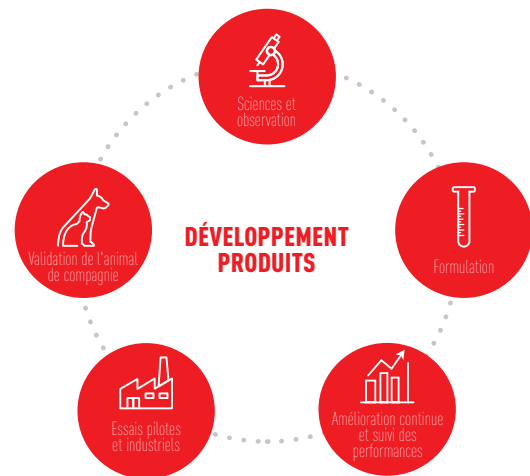 Sciences et
observation
DÉVELOPPEMENT
PRODUITS
Validation de l'animal
de compagnie
Formulation
Essais pilotes
et industriels
Amélioration continue
et suivi des
performances